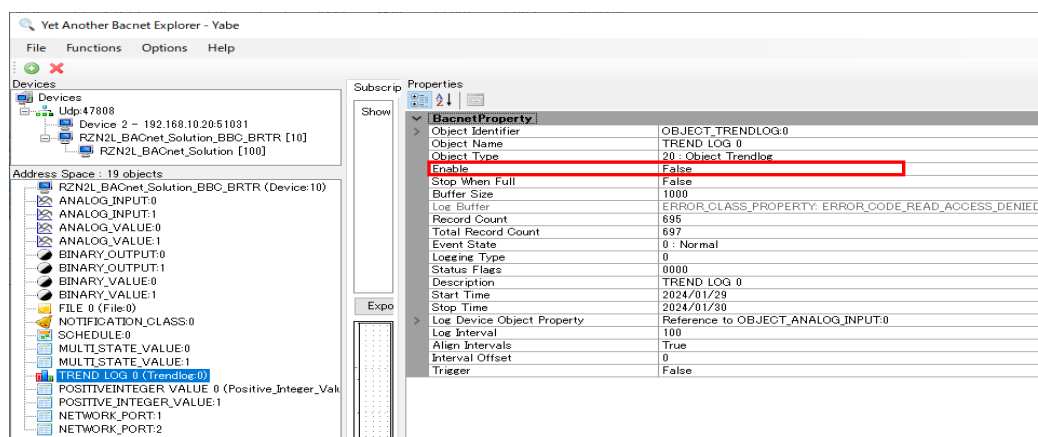 Yet Another Bacnet Explorer - Yabe
File Functions Options Help
Devices
Devices
Udp:47808
Device 2 - 192.168.10.20:51031
RZN2L_BACnet_Solution_BBC_BRTR [10]
RZN2L_BACnet_Solution [100]
Address Space : 19 objects
RZN2L_BACnet_Solution_BBC_BRTR (Device:10)
ANALOG_INPUT:0
ANALOG_INPUT:1
ANALOG_VALUE:0
ANALOG_VALUE:1
BINARY_OUTPUT:0
BINARY_OUTPUT:1
BINARY_VALUE:0
BINARY_VALUE:1
FILE 0 (File:0)
NOTIFICATION_CLASS:0
SCHEDULE:0
MULTI_STATE_VALUE:0
MULTI_STATE_VALUE:1
TREND LOG 0 (Trendlog:0)
POSITIVEINTEGER VALUE 0 (Positive_Integer_Valu
POSITIVE_INTEGER_VALUE:1
NETWORK_PORT:1
NETWORK_PORT:2
Subscrip
Show
Expo
Properties
BacnetProperty
Object Identifier OBJECT_TRENDLOG:0
Object Name TREND LOG 0
Object Type 20 : Object Trendlog
Enable False
Stop When Full False
Buffer Size 1000
Log Buffer ERROR_CLASS_PROPERTY: ERROR_CODE_READ_ACCESS_DENIED
Record Count 695
Total Record Count 697
Event State 0 : Normal
Logging Type 0
Status Flags 0000
Description TREND LOG 0
Start Time 2024/01/29
Stop Time 2024/01/30
Log Device Object Property Reference to OBJECT_ANALOG_INPUT:0
Log Interval 100
Align Intervals True
Interval Offset 0
Trigger False